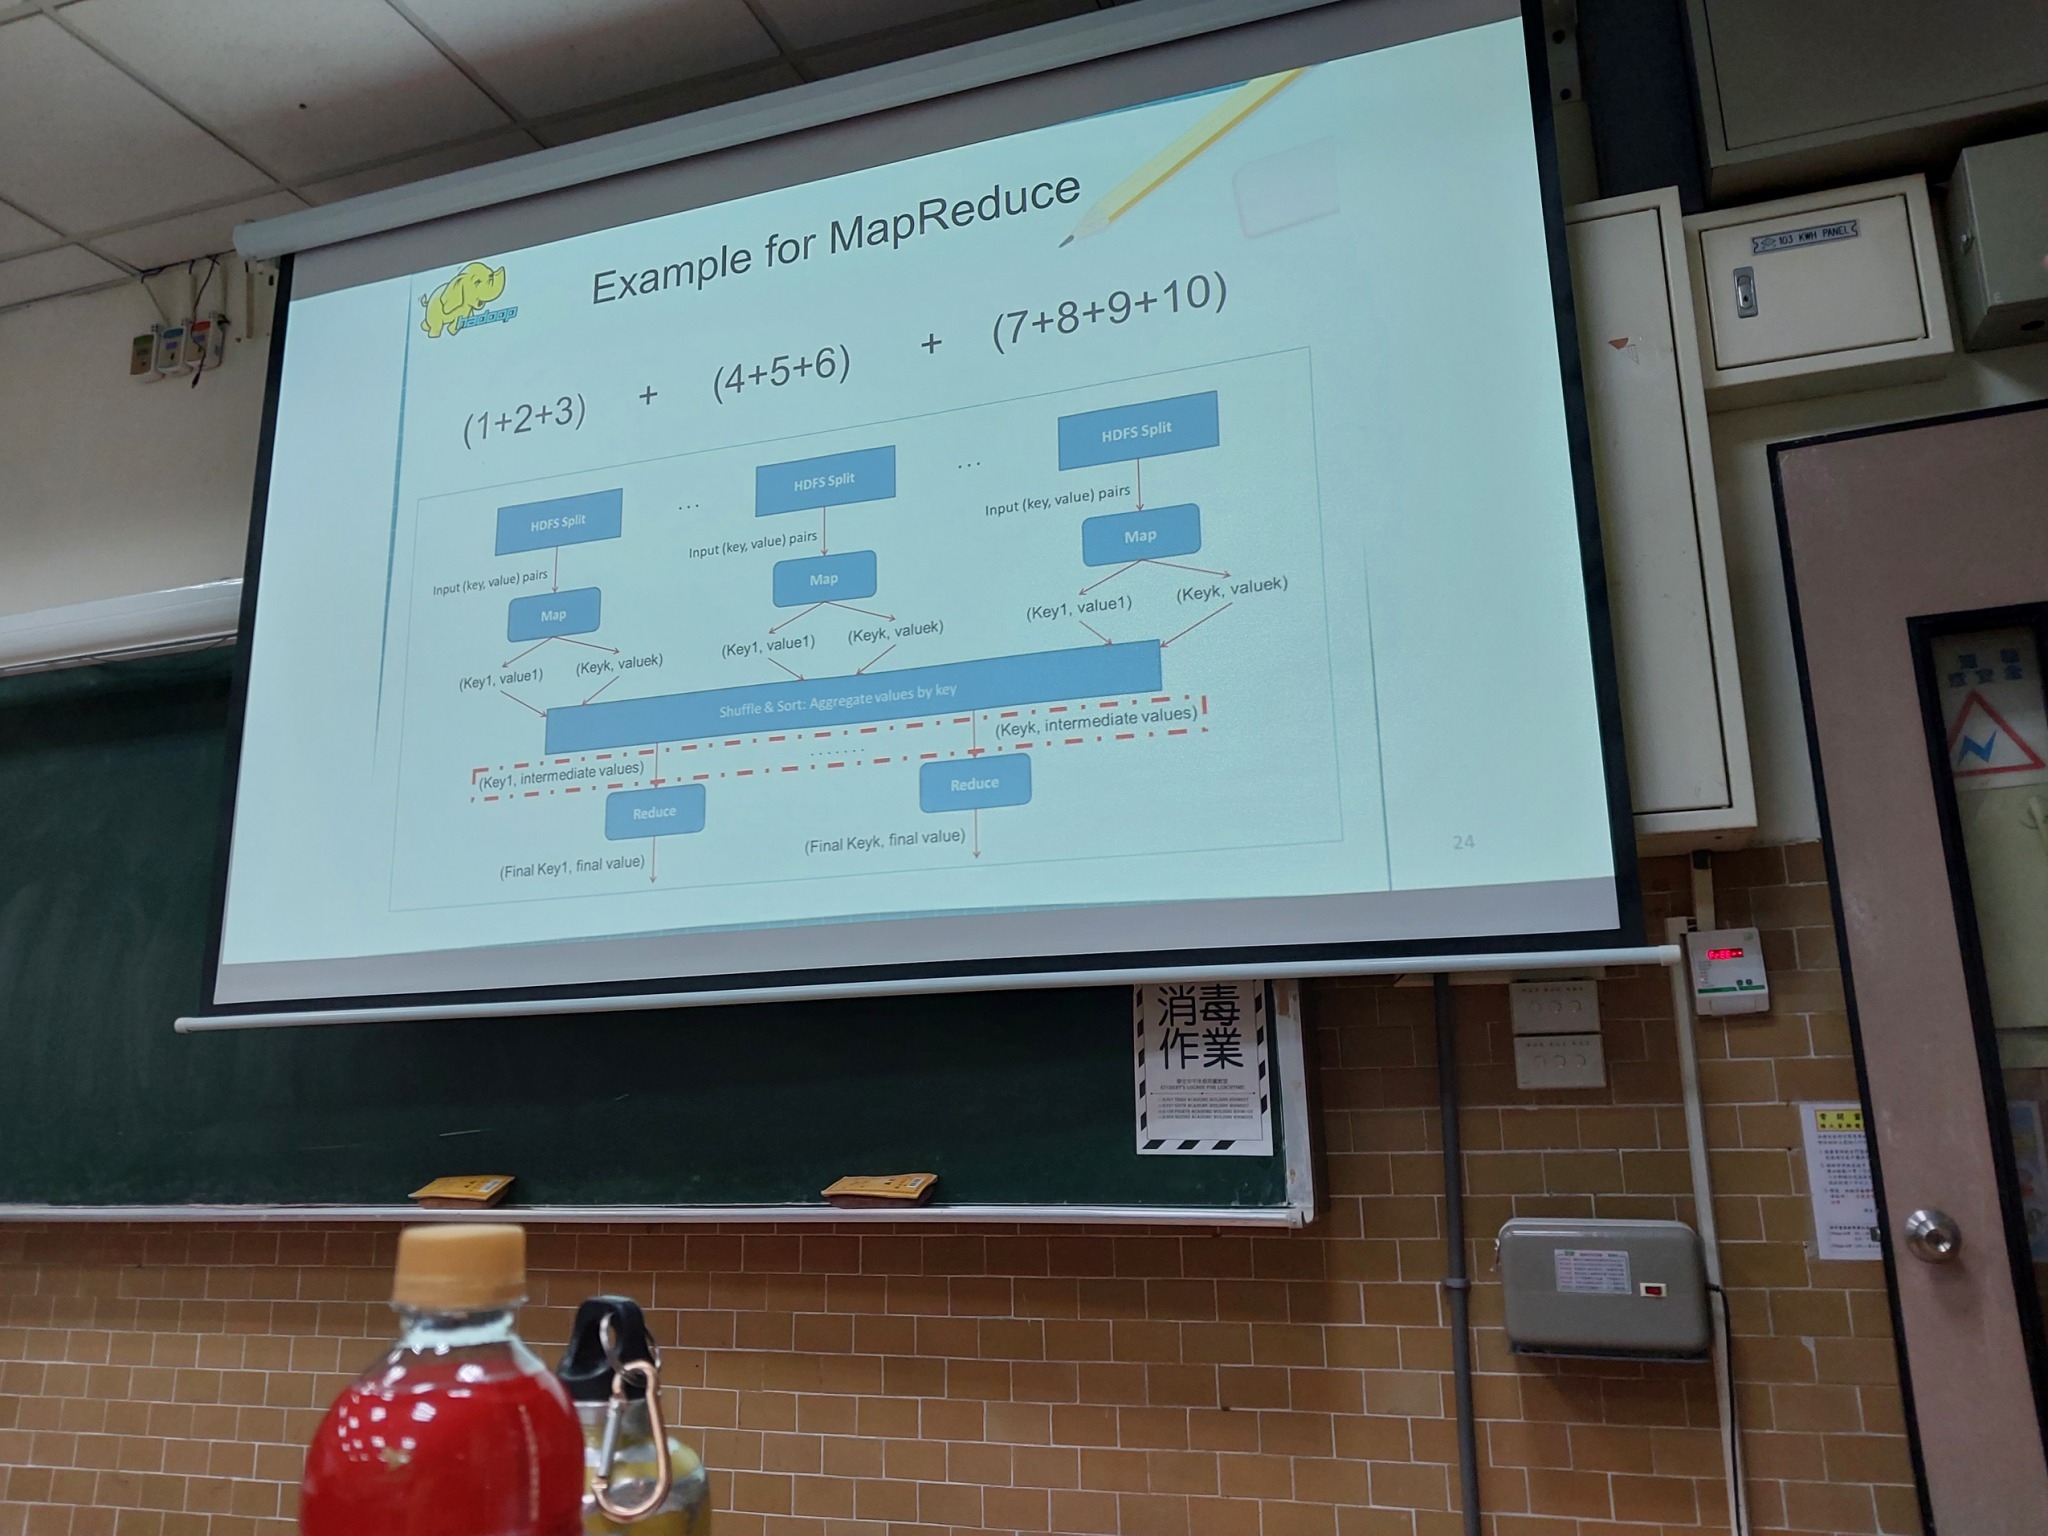 Example for MapReduce
hadoop
(1+2+3) + (4+5+6) + (7+8+9+10)
HDFS Split ... HDFS Split ... HDFS Split
Input (key, value) pairs Input (key, value) pairs Input (key, value) pairs
Map Map Map
(Key1, value1) (Keyk, valuek) (Key1, value1) (Keyk, valuek) (Key1, value1) (Keyk, valuek)
Shuffle & Sort: Aggregate values by key
(Key1, intermediate values) ....... (Keyk, intermediate values)
Reduce Reduce
(Final Key1, final value) (Final Keyk, final value)
24
103 KWH PANEL
消毒
作業